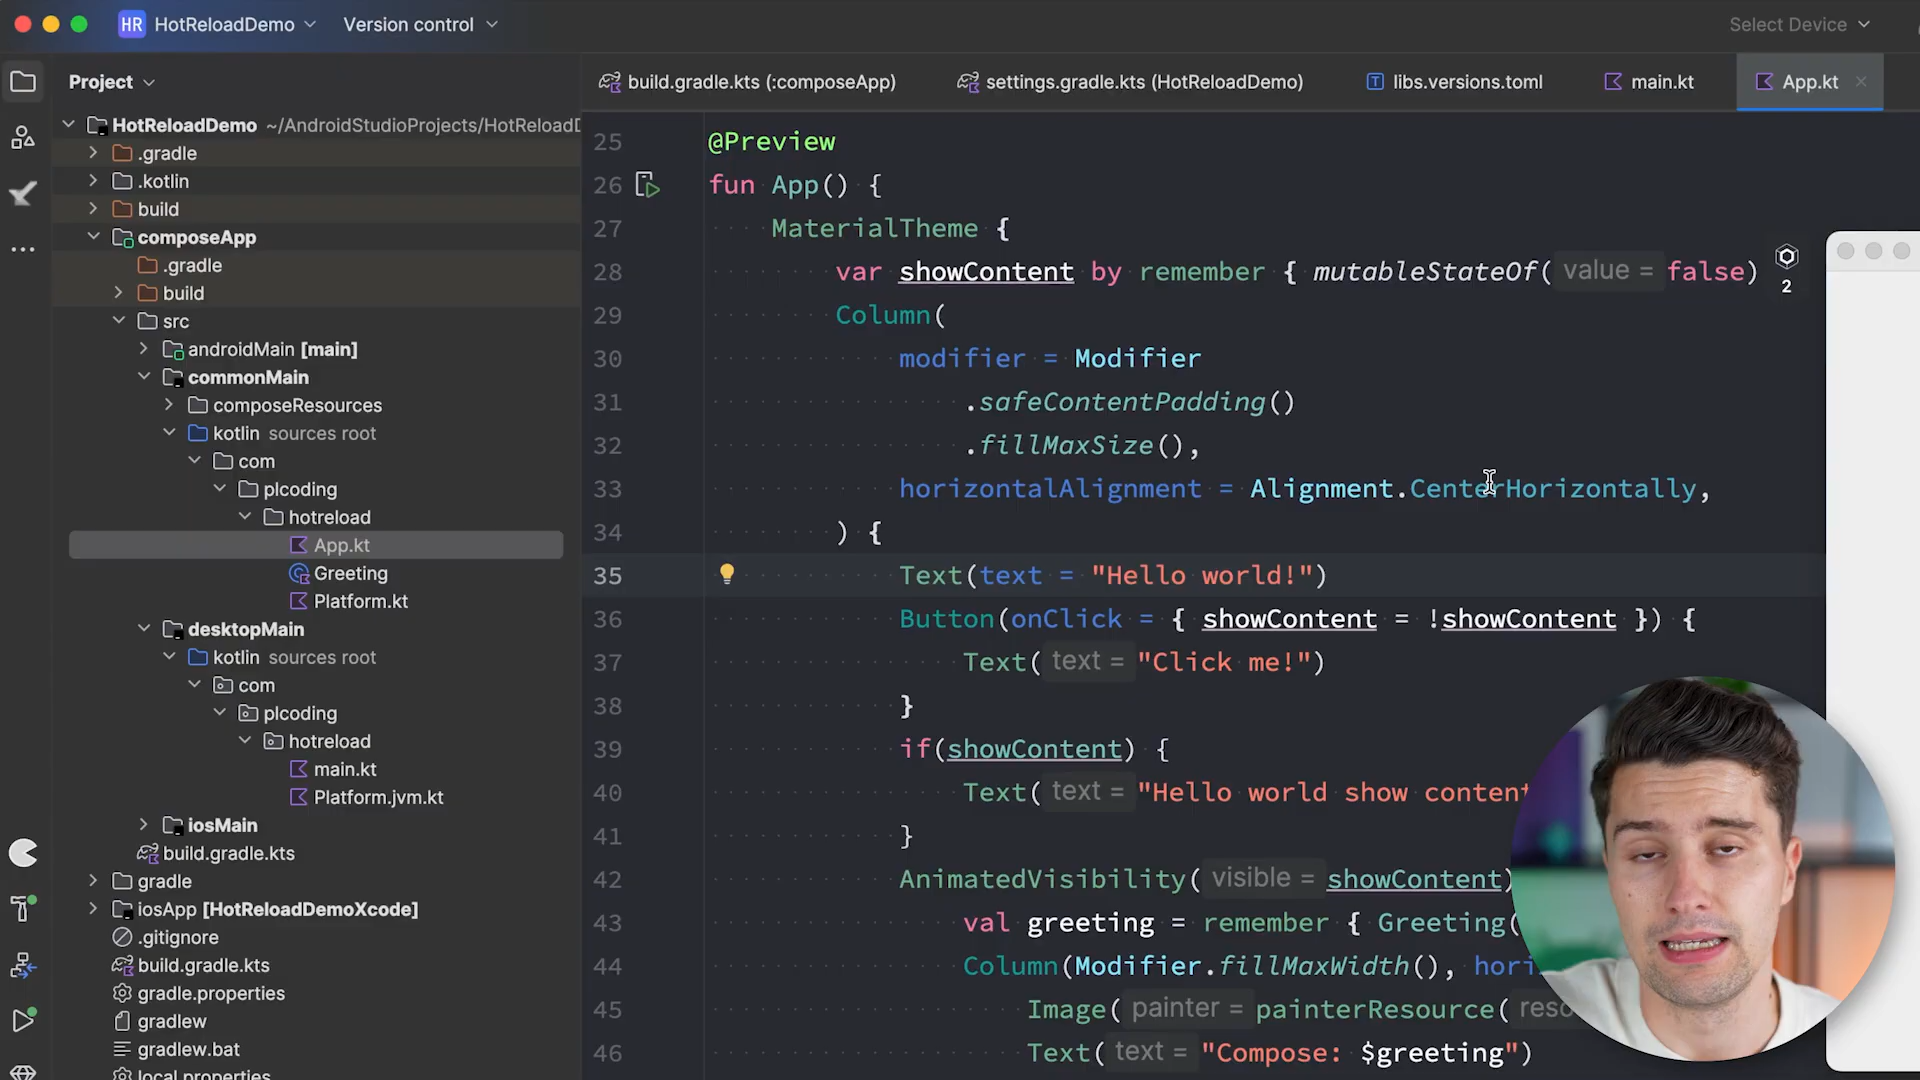 HR HotReloadDemo Version control Select Device
Project
build.gradle.kts (:composeApp) settings.gradle.kts (HotReloadDemo) libs.versions.toml main.kt App.kt
HotReloadDemo ~/AndroidStudioProjects/HotReloadD
.gradle
.kotlin
build
composeApp
.gradle
build
src
androidMain [main]
commonMain
composeResources
kotlin sources root
com
plcoding
hotreload
App.kt
Greeting
Platform.kt
desktopMain
kotlin sources root
com
plcoding
hotreload
main.kt
Platform.jvm.kt
iosMain
build.gradle.kts
gradle
iosApp [HotReloadDemoXcode]
.gitignore
build.gradle.kts
gradle.properties
gradlew
gradlew.bat
local.properties
25 @Preview
26 fun App() {
27 MaterialTheme {
28 var showContent by remember { mutableStateOf( value = false)
2
29 Column(
30 modifier = Modifier
31 .safeContentPadding()
32 .fillMaxSize(),
33 horizontalAlignment = Alignment.CenterHorizontally,
34 ) {
35 Text(text = "Hello world!")
36 Button(onClick = { showContent = !showContent }) {
37 Text( text = "Click me!")
38 }
39 if(showContent) {
40 Text( text = "Hello world show content
41 }
42 AnimatedVisibility( visible = showContent)
43 val greeting = remember { Greeting(
44 Column(Modifier.fillMaxWidth(), hori
45 Image( painter = painterResource( reso
46 Text( text = "Compose: $greeting")